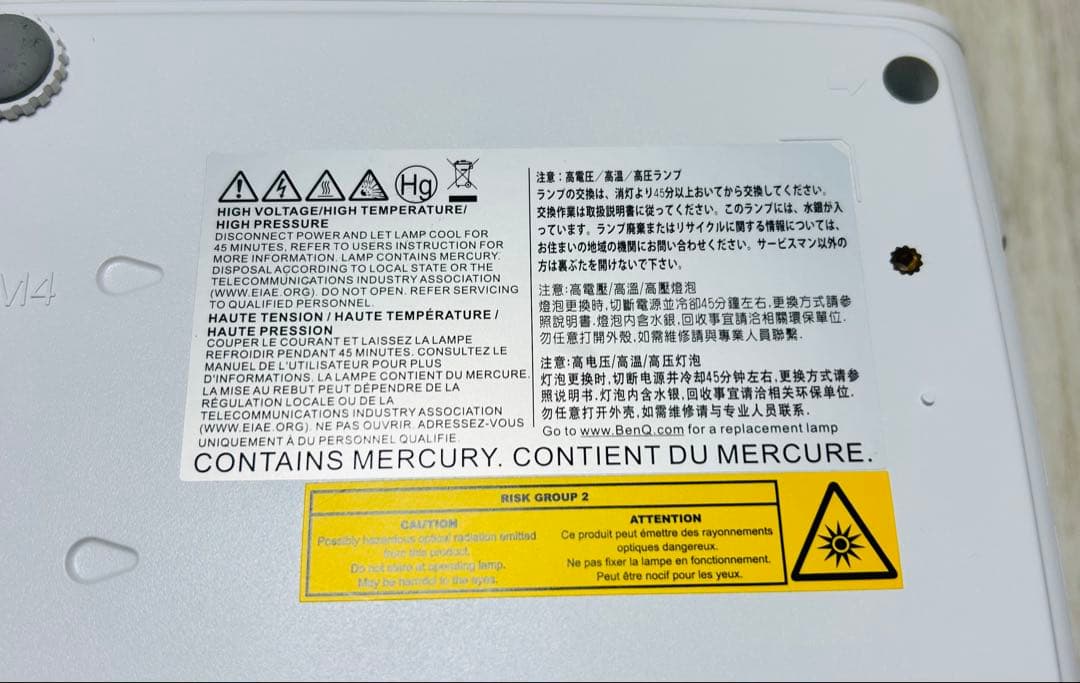 M4
Hg
HIGH VOLTAGE/HIGH TEMPERATURE/
HIGH PRESSURE
DISCONNECT POWER AND LET LAMP COOL FOR
45 MINUTES, REFER TO USERS INSTRUCTION FOR
MORE INFORMATION. LAMP CONTAINS MERCURY.
DISPOSAL ACCORDING TO LOCAL STATE OR THE
TELECOMMUNICATIONS INDUSTRY ASSOCIATION
(WWW.EIAE.ORG). DO NOT OPEN. REFER SERVICING
TO QUALIFIED PERSONNEL.
HAUTE TENSION / HAUTE TEMPÉRATURE /
HAUTE PRESSION
COUPER LE COURANT ET LAISSEZ LA LAMPE
REFROIDIR PENDANT 45 MINUTES. CONSULTEZ LE
MANUEL DE L'UTILISATEUR POUR PLUS
D'INFORMATIONS. LA LAMPE CONTIENT DU MERCURE.
LA MISE AU REBUT PEUT DÉPENDRE DE LA
RÉGULATION LOCALE OU DE LA
TELECOMMUNICATIONS INDUSTRY ASSOCIATION
(WWW.EIAE.ORG). NE PAS OUVRIR. ADRESSEZ-VOUS
UNIQUEMENT À DU PERSONNEL QUALIFIE.
注意：高電圧／高温／高圧ランプ
ランプの交換は、消灯より45分以上おいてから交換してください。
交換作業は取扱説明書に従ってください。このランプには、水銀が入
っています。ランプ廃棄またはリサイクルに関する情報については、
お住まいの地域の機関にお問い合わせください。サービスマン以外の
方は裏ぶたを開けないで下さい。
注意:高電壓/高溫/高壓燈泡
燈泡更換時,切斷電源並冷卻45分鐘左右,更換方式請參
照說明書.燈泡內含水銀,回收事宜請洽相關環保單位.
勿任意打開外殼,如需維修請與專業人員聯繫.
注意:高电压/高温/高压灯泡
灯泡更换时,切断电源并冷却45分钟左右,更换方式请参
照说明书.灯泡内含水银,回收事宜请洽相关环保单位.
勿任意打开外壳,如需维修请与专业人员联系.
Go to www.BenQ.com for a replacement lamp
CONTAINS MERCURY. CONTIENT DU MERCURE.
RISK GROUP 2
CAUTION
Possibly hazardous optical radiation emitted
from this product.
Do not stare at operating lamp.
May be harmful to the eyes.
ATTENTION
Ce produit peut émettre des rayonnements
optiques dangereux.
Ne pas fixer la lampe en fonctionnement.
Peut être nocif pour les yeux.